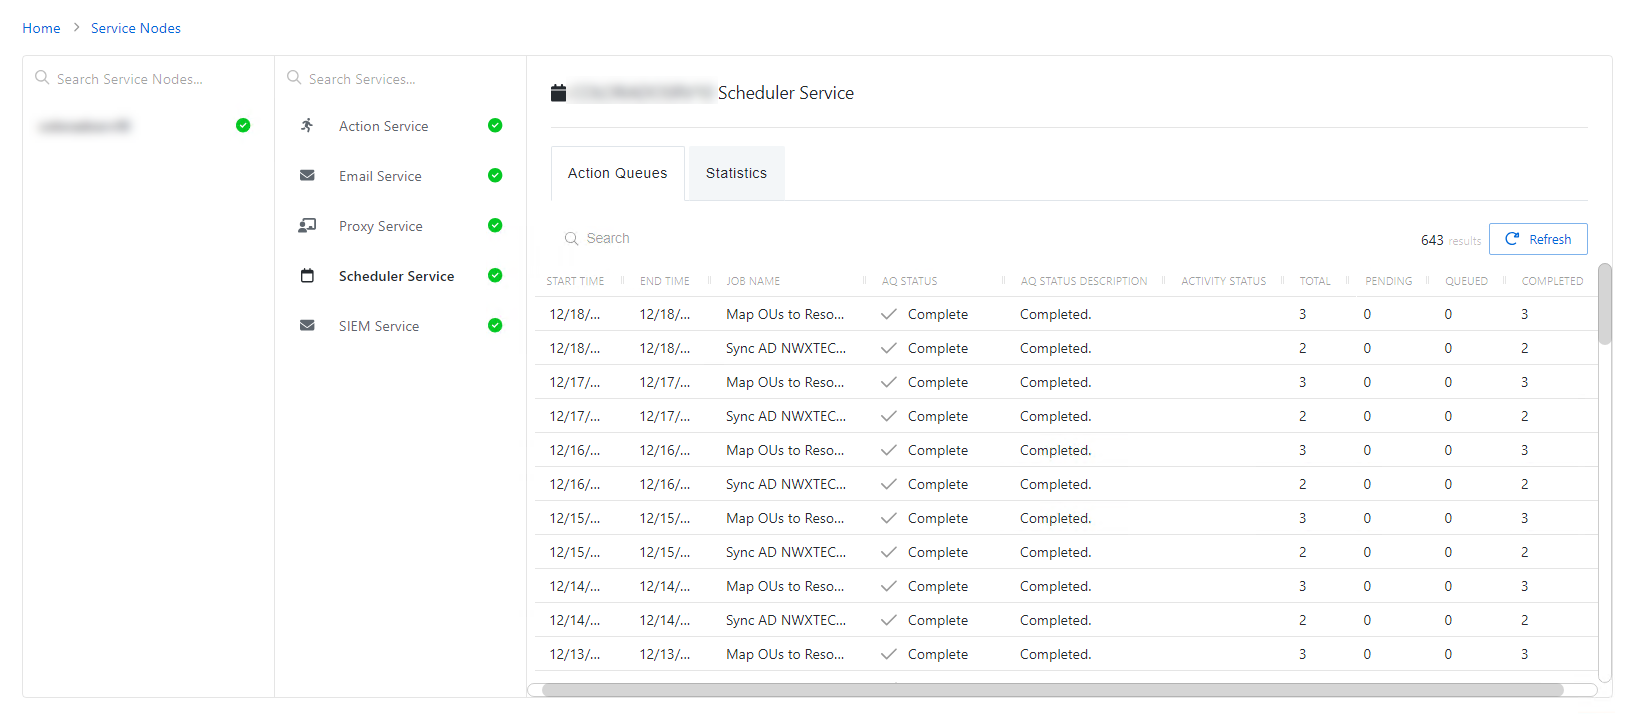 Home > Service Nodes
Search Service Nodes...
Search Services...
Action Service
Email Service
Proxy Service
Scheduler Service
SIEM Service
Scheduler Service
Action Queues Statistics
Search 643 results Refresh
START TIME END TIME JOB NAME AQ STATUS AQ STATUS DESCRIPTION ACTIVITY STATUS TOTAL PENDING QUEUED COMPLETED
12/18/... 12/18/... Map OUs to Reso... Complete Completed. 3 0 0 3
12/18/... 12/18/... Sync AD NWXTEC... Complete Completed. 2 0 0 2
12/17/... 12/17/... Map OUs to Reso... Complete Completed. 3 0 0 3
12/17/... 12/17/... Sync AD NWXTEC... Complete Completed. 2 0 0 2
12/16/... 12/16/... Map OUs to Reso... Complete Completed. 3 0 0 3
12/16/... 12/16/... Sync AD NWXTEC... Complete Completed. 2 0 0 2
12/15/... 12/15/... Map OUs to Reso... Complete Completed. 3 0 0 3
12/15/... 12/15/... Sync AD NWXTEC... Complete Completed. 2 0 0 2
12/14/... 12/14/... Map OUs to Reso... Complete Completed. 3 0 0 3
12/14/... 12/14/... Sync AD NWXTEC... Complete Completed. 2 0 0 2
12/13/... 12/13/... Map OUs to Reso... Complete Completed. 3 0 0 3